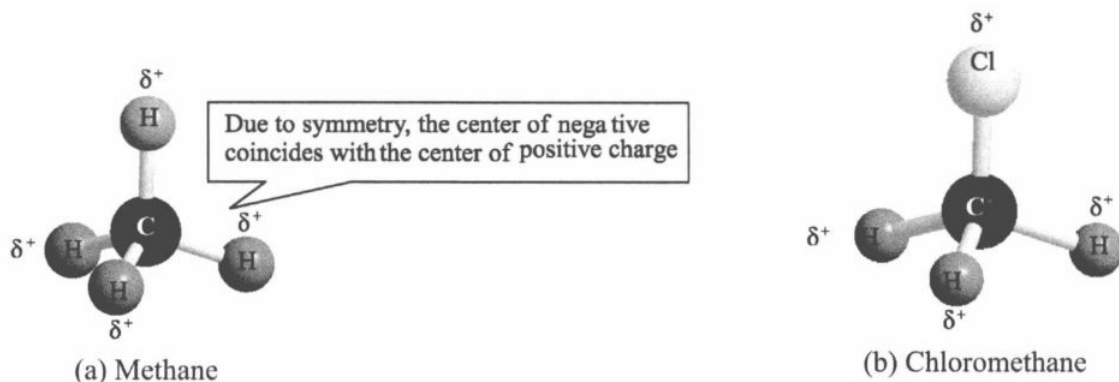 δ+
Cl
δ+
H
Due to symmetry, the center of nega tive
coincides with the center of positive charge
C
δ+
H
δ+
H
H
δ+
C
δ+
H
δ+
H
H
(a) Methane
(b) Chloromethane